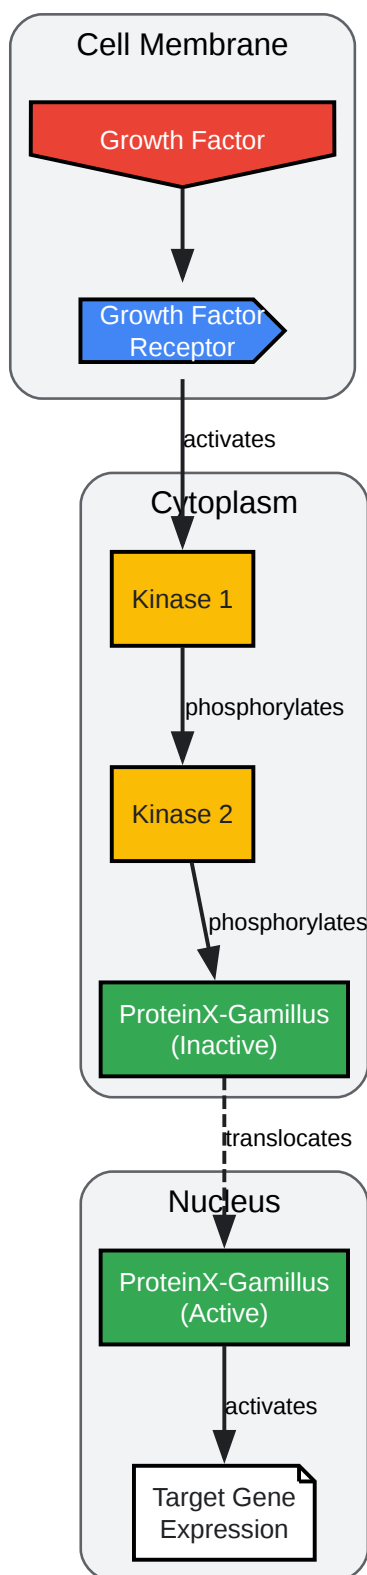 Cell Membrane
Growth Factor
Growth Factor
Receptor
activates
Cytoplasm
Kinase 1
phosphorylates
Kinase 2
phosphorylates
ProteinX-Gamillus
(Inactive)
translocates
Nucleus
ProteinX-Gamillus
(Active)
activates
Target Gene
Expression